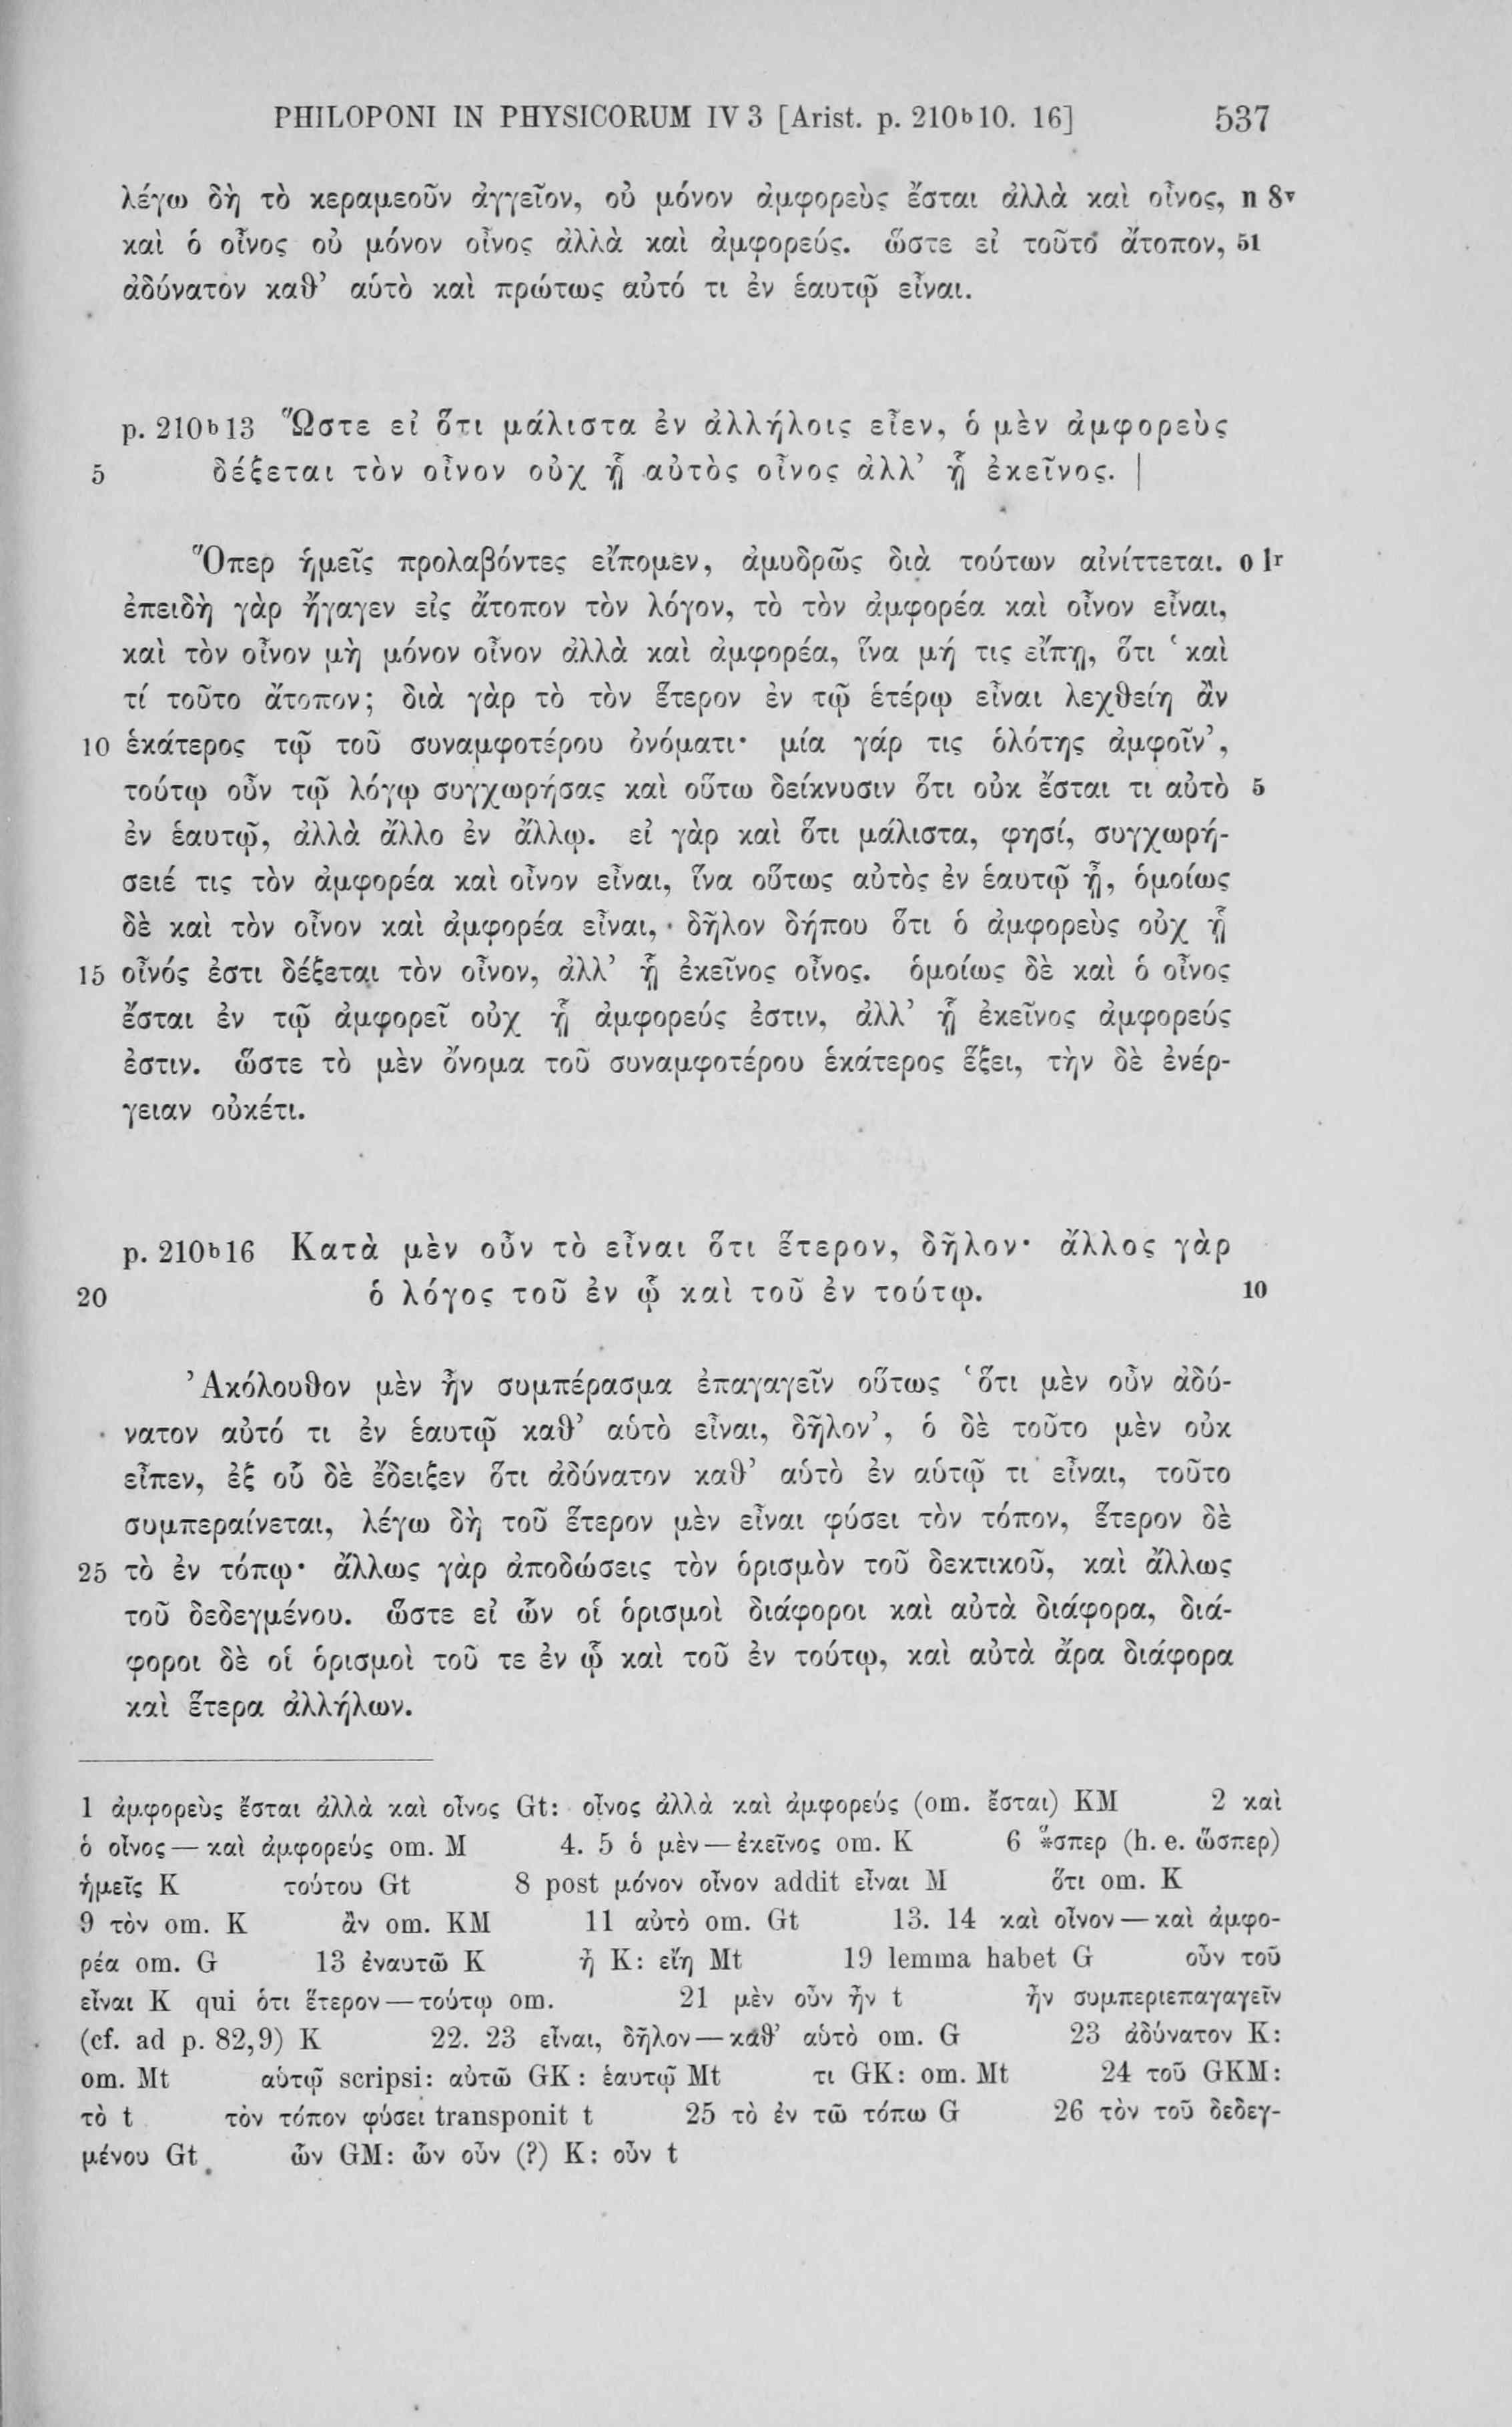 PHILOPONI IN PHYSICORUM IV 3 [Arist. p. 210ᵇ10. 16] 537
λέγω δὴ τὸ κεραμεοῦν ἀγγεῖον, οὐ μόνον ἀμφορεὺς ἔσται ἀλλὰ καὶ οἶνος, n 8ᵛ
καὶ ὁ οἶνος οὐ μόνον οἶνος ἀλλὰ καὶ ἀμφορεύς. ὥστε εἰ τοῦτο ἄτοπον, 51
ἀδύνατον καθ’ αὑτὸ καὶ πρώτως αὐτό τι ἐν ἑαυτῷ εἶναι.
p. 210ᵇ13 Ὥστε εἰ ὅτι μάλιστα ἐν ἀλλήλοις εἶεν, ὁ μὲν ἀμφορεὺς
5 δέξεται τὸν οἶνον οὐχ ᾗ αὐτὸς οἶνος ἀλλ’ ᾗ ἐκεῖνος. |
Ὅπερ ἡμεῖς προλαβόντες εἴπομεν, ἀμυδρῶς διὰ τούτων αἰνίττεται. o 1ʳ
ἐπειδὴ γὰρ ἤγαγεν εἰς ἄτοπον τὸν λόγον, τὸ τὸν ἀμφορέα καὶ οἶνον εἶναι,
καὶ τὸν οἶνον μὴ μόνον οἶνον ἀλλὰ καὶ ἀμφορέα, ἵνα μή τις εἴπῃ, ὅτι ‘καὶ
τί τοῦτο ἄτοπον; διὰ γὰρ τὸ τὸν ἕτερον ἐν τῷ ἑτέρῳ εἶναι λεχθείη ἂν
10 ἑκάτερος τῷ τοῦ συναμφοτέρου ὀνόματι· μία γάρ τις ὁλότης ἀμφοῖν’,
τούτῳ οὖν τῷ λόγῳ συγχωρήσας καὶ οὕτω δείκνυσιν ὅτι οὐκ ἔσται τι αὐτὸ 5
ἐν ἑαυτῷ, ἀλλὰ ἄλλο ἐν ἄλλῳ. εἰ γὰρ καὶ ὅτι μάλιστα, φησί, συγχωρή-
σειέ τις τὸν ἀμφορέα καὶ οἶνον εἶναι, ἵνα οὕτως αὐτὸς ἐν ἑαυτῷ ᾖ, ὁμοίως
δὲ καὶ τὸν οἶνον καὶ ἀμφορέα εἶναι, δῆλον δήπου ὅτι ὁ ἀμφορεὺς οὐχ ᾗ
15 οἶνός ἐστι δέξεται τὸν οἶνον, ἀλλ’ ᾗ ἐκεῖνος οἶνος. ὁμοίως δὲ καὶ ὁ οἶνος
ἔσται ἐν τῷ ἀμφορεῖ οὐχ ᾗ ἀμφορεύς ἐστιν, ἀλλ’ ᾗ ἐκεῖνος ἀμφορεύς
ἐστιν. ὥστε τὸ μὲν ὄνομα τοῦ συναμφοτέρου ἑκάτερος ἕξει, τὴν δὲ ἐνέρ-
γειαν οὐκέτι.
p. 210ᵇ16 Κατὰ μὲν οὖν τὸ εἶναι ὅτι ἕτερον, δῆλον· ἄλλος γὰρ
20 ὁ λόγος τοῦ ἐν ᾧ καὶ τοῦ ἐν τούτῳ. 10
Ἀκόλουθον μὲν ἦν συμπέρασμα ἐπαγαγεῖν οὕτως ‘ὅτι μὲν οὖν ἀδύ-
νατον αὐτό τι ἐν ἑαυτῷ καθ’ αὑτὸ εἶναι, δῆλον’, ὁ δὲ τοῦτο μὲν οὐκ
εἶπεν, ἐξ οὗ δὲ ἔδειξεν ὅτι ἀδύνατον καθ’ αὑτὸ ἐν αὑτῷ τι εἶναι, τοῦτο
συμπεραίνεται, λέγω δὴ τοῦ ἕτερον μὲν εἶναι φύσει τὸν τόπον, ἕτερον δὲ
25 τὸ ἐν τόπῳ· ἄλλως γὰρ ἀποδώσεις τὸν ὁρισμὸν τοῦ δεκτικοῦ, καὶ ἄλλως
τοῦ δεδεγμένου. ὥστε εἰ ὧν οἱ ὁρισμοὶ διάφοροι καὶ αὐτὰ διάφορα, διά-
φοροι δὲ οἱ ὁρισμοὶ τοῦ τε ἐν ᾧ καὶ τοῦ ἐν τούτῳ, καὶ αὐτὰ ἄρα διάφορα
καὶ ἕτερα ἀλλήλων.
1 ἀμφορεὺς ἔσται ἀλλὰ καὶ οἶνος Gt: οἶνος ἀλλὰ καὶ ἀμφορεύς (om. ἔσται) KM 2 καὶ
ὁ οἶνος — καὶ ἀμφορεύς om. M 4. 5 ὁ μὲν — ἐκεῖνος om. K 6 ὥ*σπερ (h. e. ὥσπερ)
ἡμεῖς K τούτου Gt 8 post μόνον οἶνον addit εἶναι M ὅτι om. K
9 τὸν om. K ἂν om. KM 11 αὐτὸ om. Gt 13. 14 καὶ οἶνον — καὶ ἀμφο-
ρέα om. G 13 ἐναυτῶ K ᾖ K: εἴη Mt 19 lemma habet G οὖν τοῦ
εἶναι K qui ὁτι ἕτερον — τούτῳ om. 21 μὲν οὖν ἦν t ἦν συμπεριεπαγαγεῖν
(cf. ad p. 82,9) K 22. 23 εἶναι, δῆλον — καθ’ αὑτὸ om. G 23 ἀδύνατον K:
om. Mt αὑτῷ scripsi: αὐτῶ GK: ἑαυτῷ Mt τι GK: om. Mt 24 τοῦ GKM:
τὸ t τὸν τόπον φύσει transponit t 25 τὸ ἐν τῶ τόπω G 26 τὸν τοῦ δεδεγ-
μένου Gt ὧν GM: ὧν οὖν (?) K: οὖν t